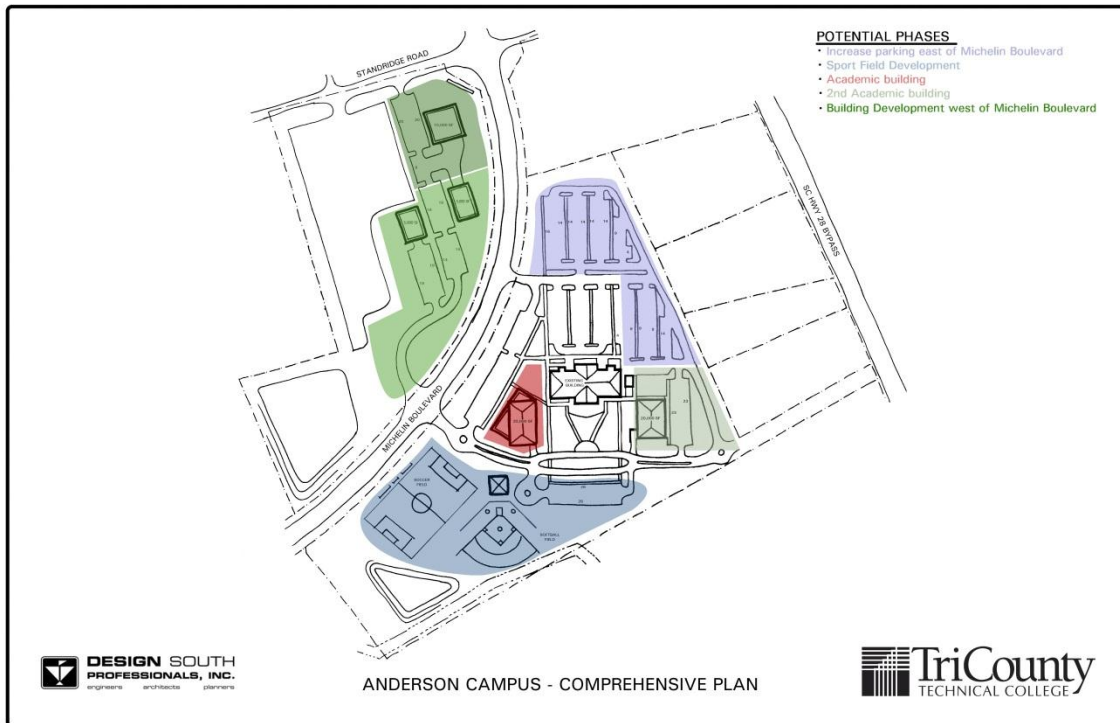 STANDRIDGE ROAD
POTENTIAL PHASES
· Increase parking east of Michelin Boulevard
· Sport Field Development
· Academic building
· 2nd Academic building
· Building Development west of Michelin Boulevard
SC HWY 28 BYPASS
MICHELIN BOULEVARD
EXISTING
BUILDING
SOCCER
FIELD
SOFTBALL
FIELD
DESIGN SOUTH
PROFESSIONALS, INC.
engineers architects planners
ANDERSON CAMPUS - COMPREHENSIVE PLAN
TriCounty
TECHNICAL COLLEGE